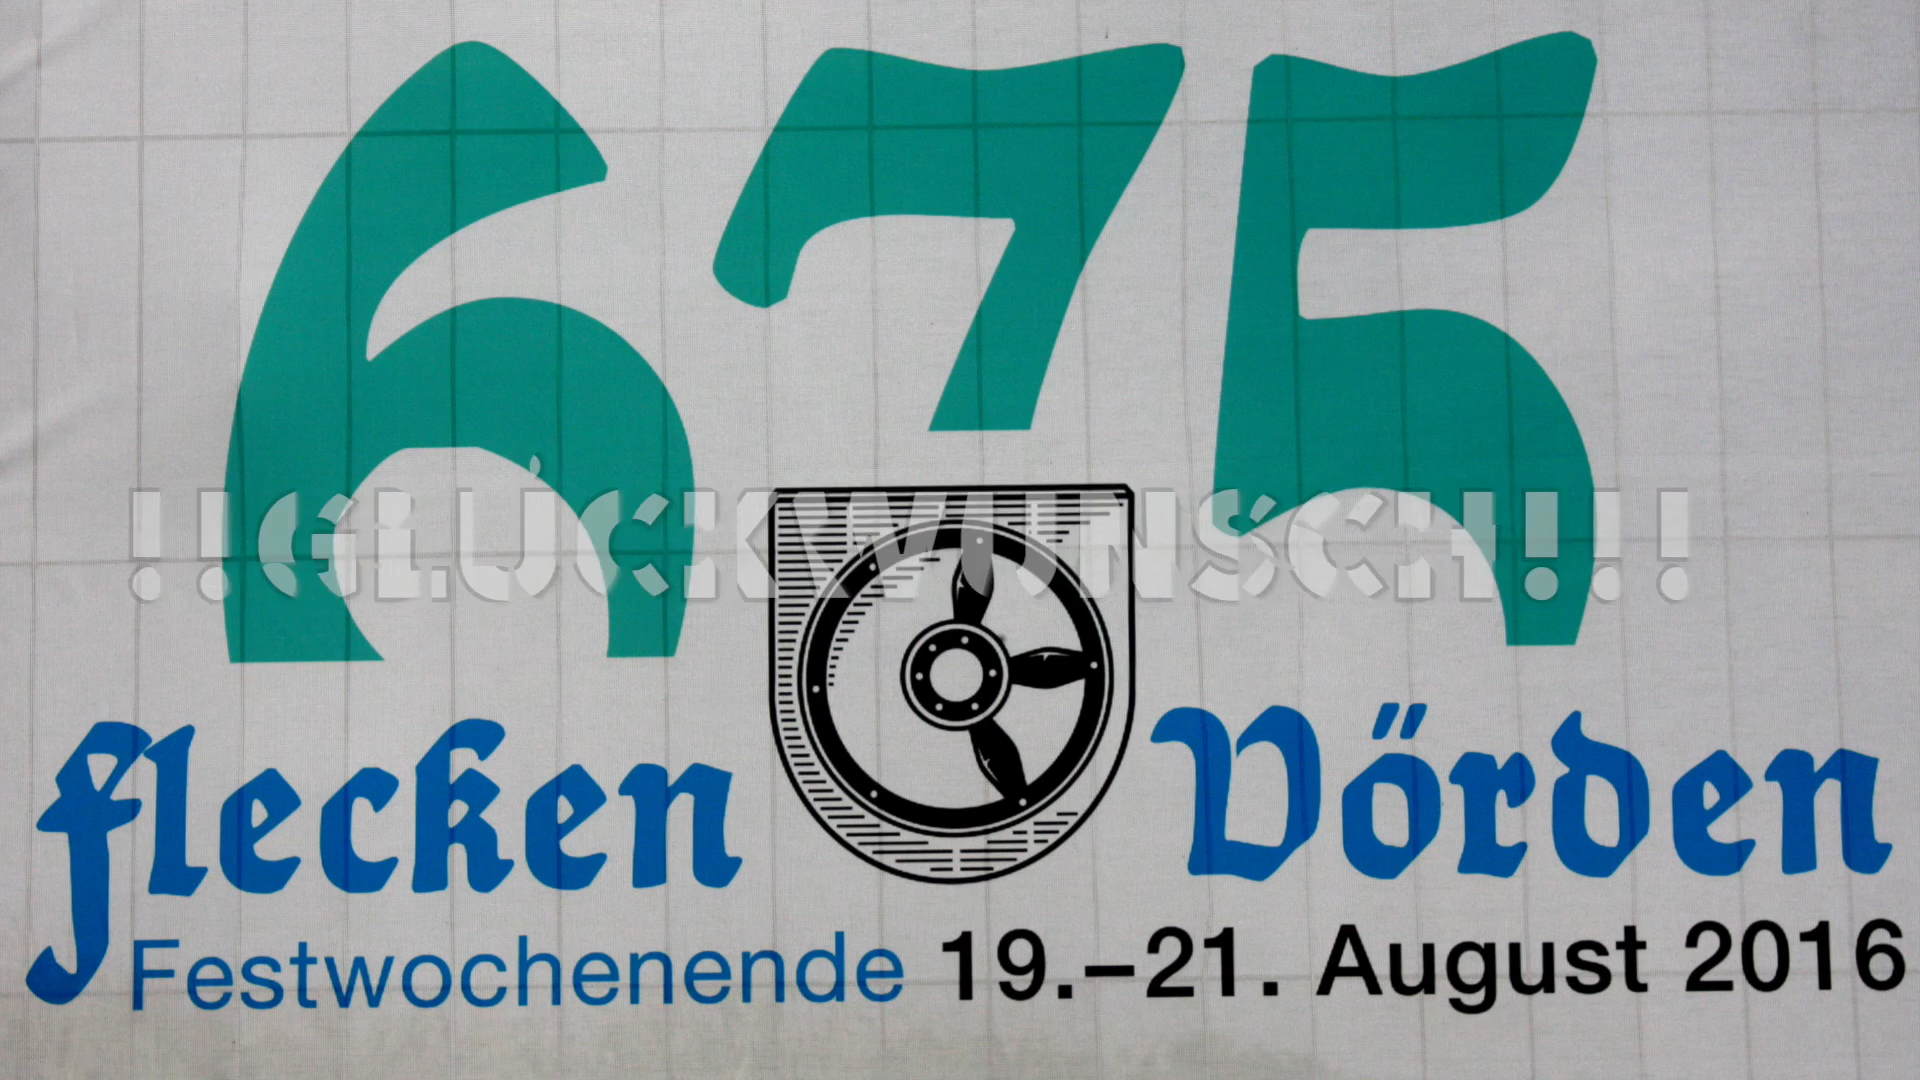 675
!!GLÜCKWUNSCH!!!
flecken Vörden
Festwochenende 19.–21. August 2016